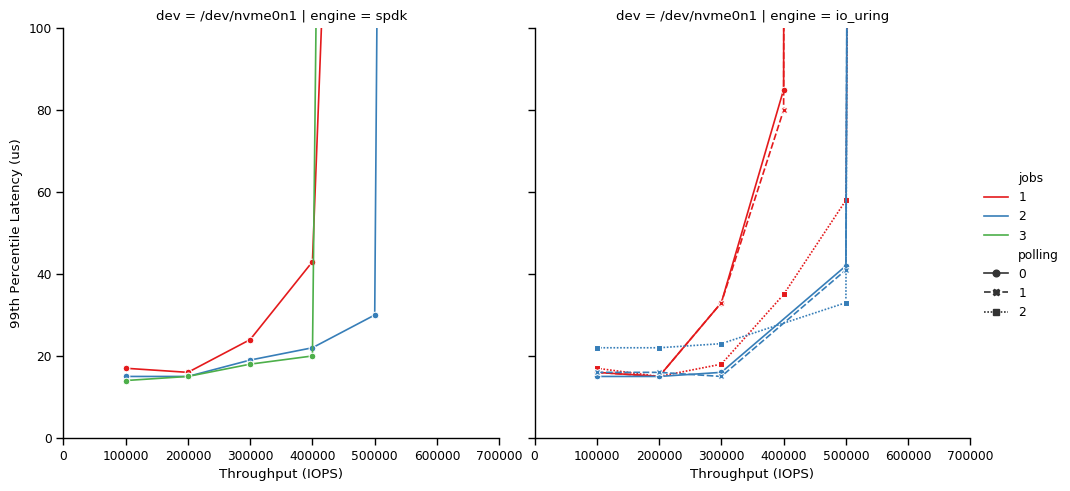 dev = /dev/nvme0n1 | engine = spdk
dev = /dev/nvme0n1 | engine = io_uring
100
80
60
40
20
0
99th Percentile Latency (us)
0 100000 200000 300000 400000 500000 600000 700000
Throughput (IOPS)
0 100000 200000 300000 400000 500000 600000 700000
Throughput (IOPS)
jobs
1
2
3
polling
0
1
2